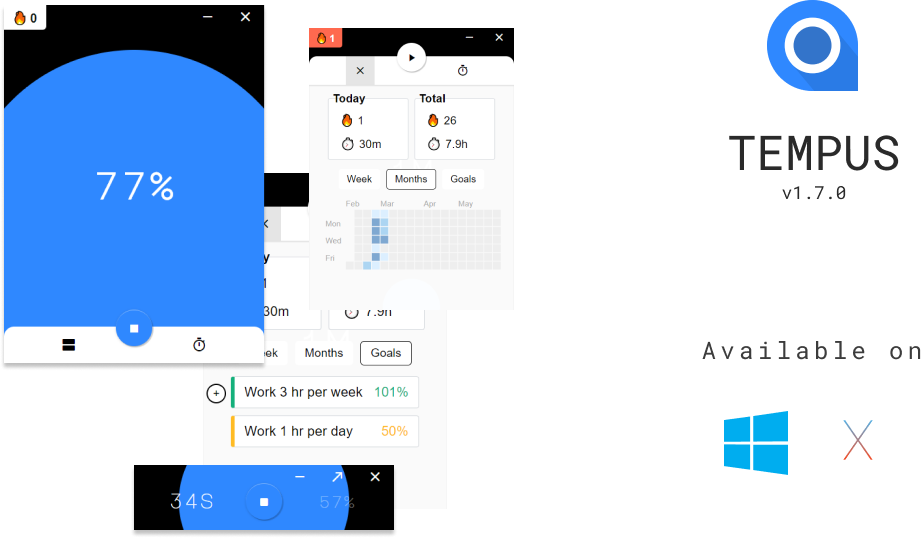 0
77%
1
Today
Total
1
26
30m
7.9h
Week
Months
Goals
Feb
Mar
Apr
May
Mon
Wed
Fri
30m
7.9h
Months
Goals
+
Work 3 hr per week
101%
Work 1 hr per day
50%
34S
57%
TEMPUS
v1.7.0
Available on